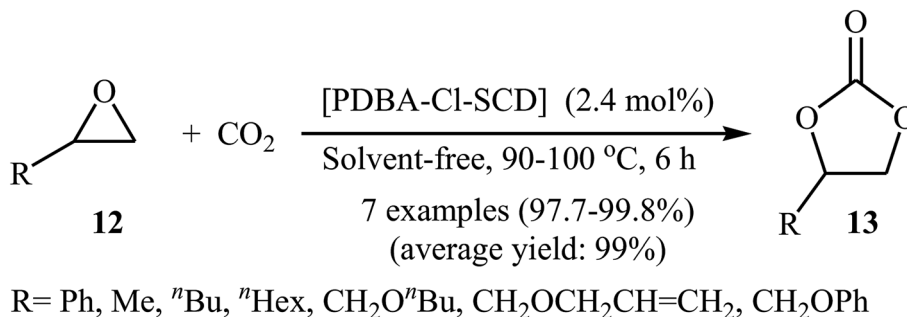 O
O
[PDBA-Cl-SCD] (2.4 mol%)
O
O
R
+ CO₂
Solvent-free, 90-100 °C, 6 h
12
7 examples (97.7-99.8%)
R
13
(average yield: 99%)
R= Ph, Me, ⁿBu, ⁿHex, CH₂OⁿBu, CH₂OCH₂CH=CH₂, CH₂OPh